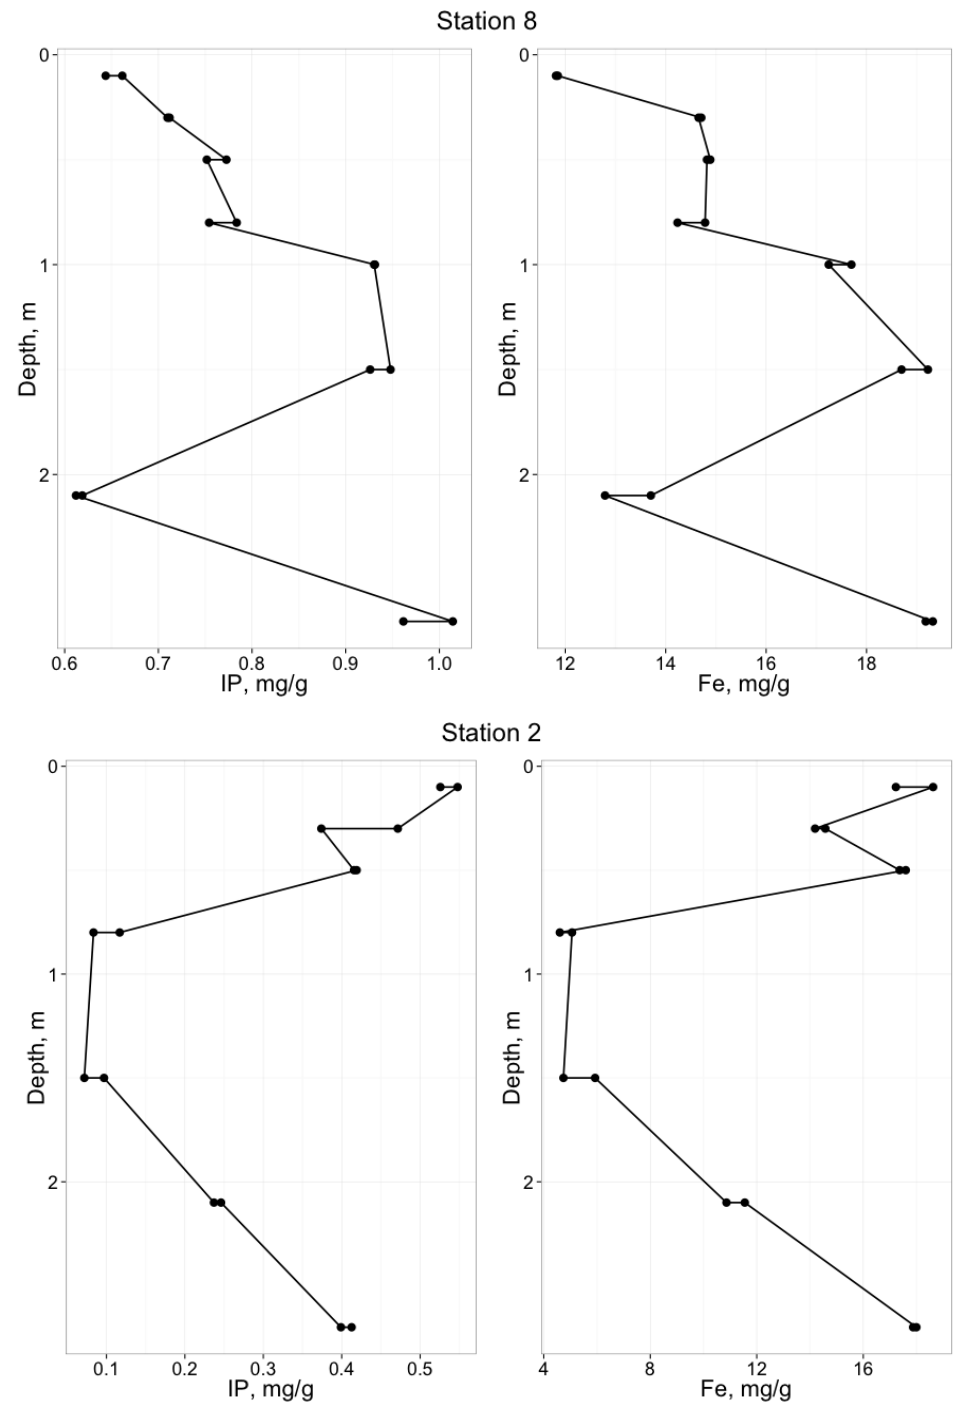 Station 8
0
1
2
Depth, m
0.6 0.7 0.8 0.9 1.0
IP, mg/g
0
1
2
Depth, m
12 14 16 18
Fe, mg/g
Station 2
0
1
2
Depth, m
0.1 0.2 0.3 0.4 0.5
IP, mg/g
0
1
2
Depth, m
4 8 12 16
Fe, mg/g